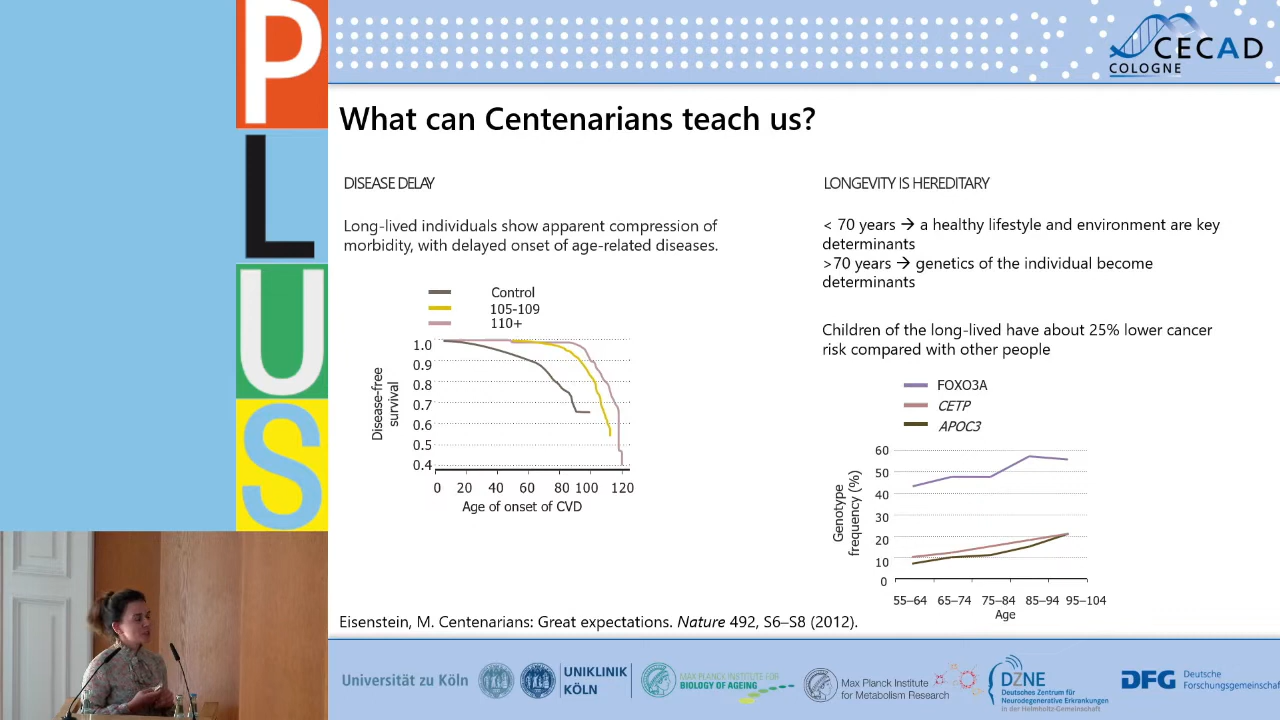 PLUS
CECAD
COLOGNE
What can Centenarians teach us?
DISEASE DELAY
Long-lived individuals show apparent compression of
morbidity, with delayed onset of age-related diseases.
Control
105-109
110+
1.0
0.9
0.8
0.7
0.6
0.5
0.4
Disease-free
survival
0 20 40 60 80 100 120
Age of onset of CVD
LONGEVITY IS HEREDITARY
< 70 years → a healthy lifestyle and environment are key
determinants
>70 years → genetics of the individual become
determinants
Children of the long-lived have about 25% lower cancer
risk compared with other people
FOXO3A
CETP
APOC3
60
50
40
30
20
10
0
Genotype
frequency (%)
55–64 65–74 75–84 85–94 95–104
Age
Eisenstein, M. Centenarians: Great expectations. Nature 492, S6–S8 (2012).
Universität zu Köln
UNIKLINIK
KÖLN
MAX PLANCK INSTITUTE FOR
BIOLOGY OF AGEING
Max Planck Institute
for Metabolism Research
DZNE
Deutsches Zentrum für
Neurodegenerative Erkrankungen
in der Helmholtz-Gemeinschaft
DFG
Deutsche
Forschungsgemeinschaft